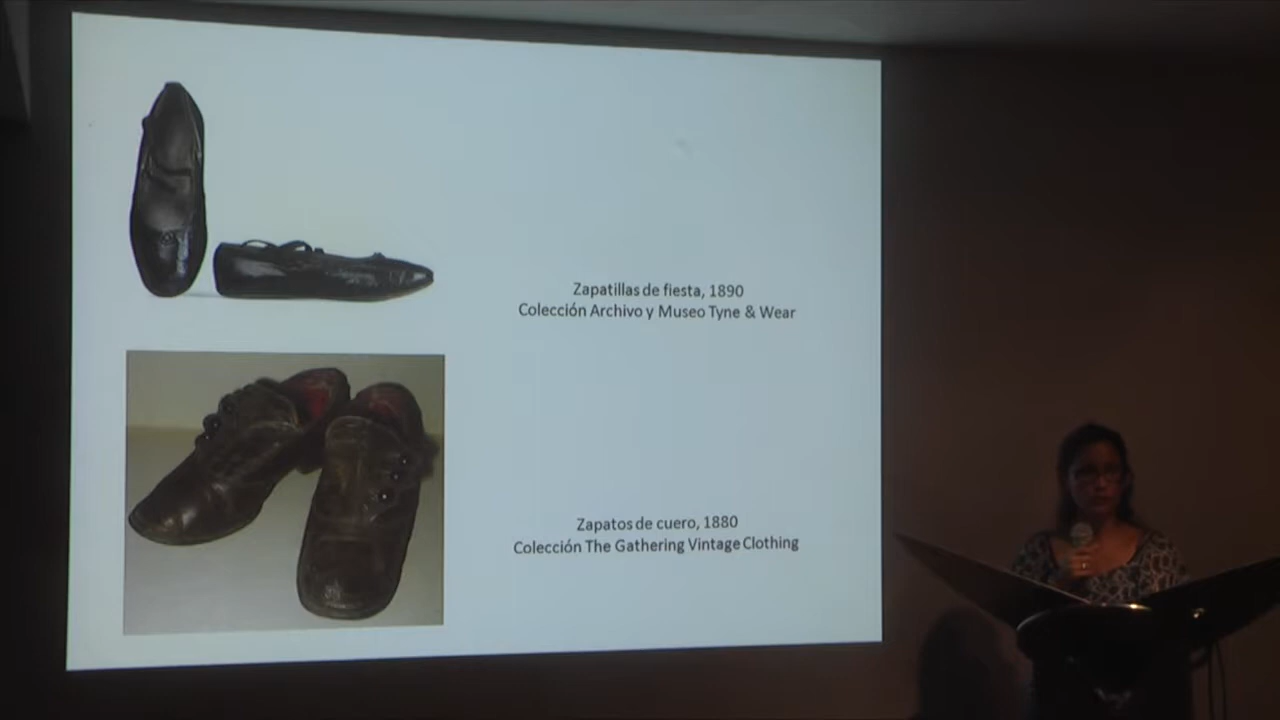 Zapatillas de fiesta, 1890
Colección Archivo y Museo Tyne & Wear
Zapatos de cuero, 1880
Colección The Gathering Vintage Clothing